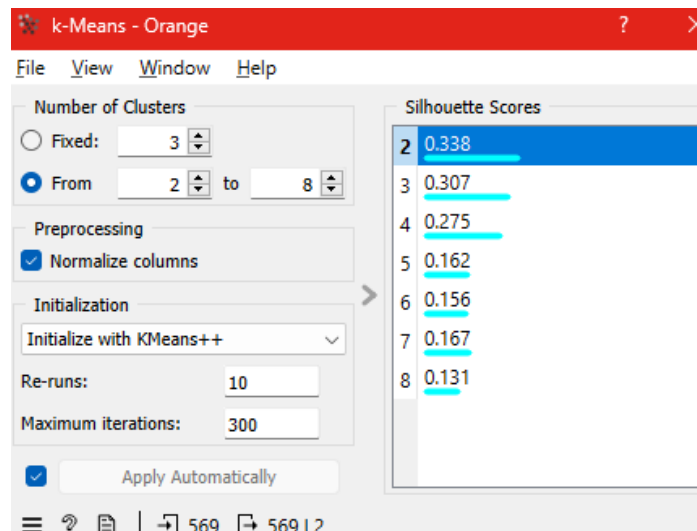 k-Means - Orange ?
File View Window Help
Number of Clusters
Fixed: 3
From 2 to 8
Preprocessing
Normalize columns
Initialization
Initialize with KMeans++
Re-runs: 10
Maximum iterations: 300
Apply Automatically
569 569 | 2
Silhouette Scores
2 0.338
3 0.307
4 0.275
5 0.162
6 0.156
7 0.167
8 0.131